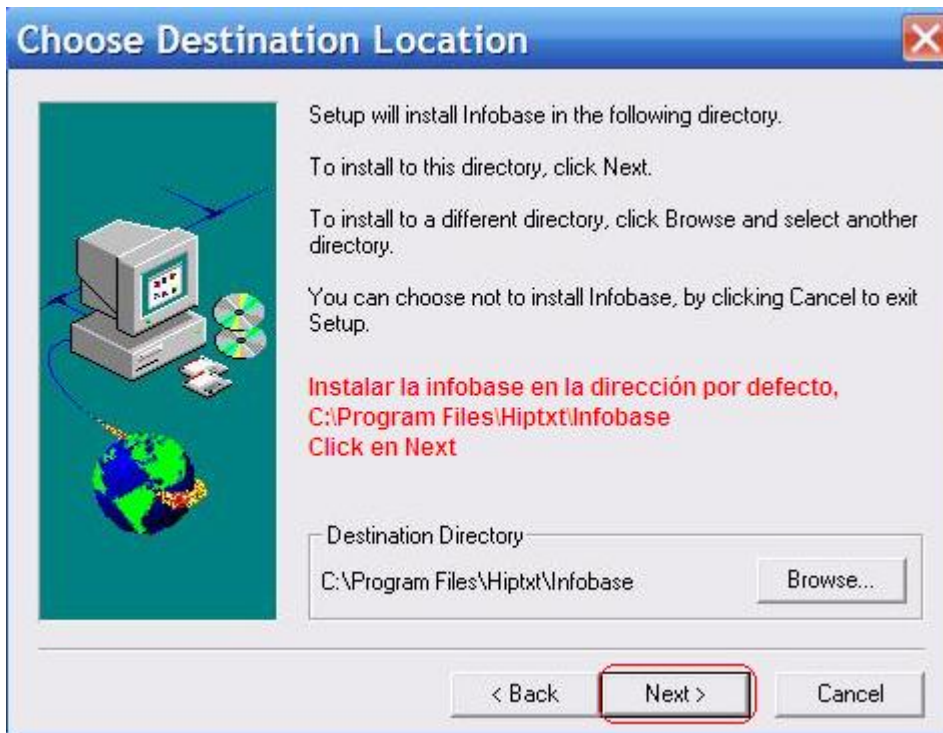 Choose Destination Location
Setup will install Infobase in the following directory.
To install to this directory, click Next.
To install to a different directory, click Browse and select another
directory.
You can choose not to install Infobase, by clicking Cancel to exit
Setup.
Instalar la infobase en la dirección por defecto,
C:\Program Files\Hiptxt\Infobase
Click en Next
Destination Directory
C:\Program Files\Hiptxt\Infobase
Browse...
< Back
Next >
Cancel